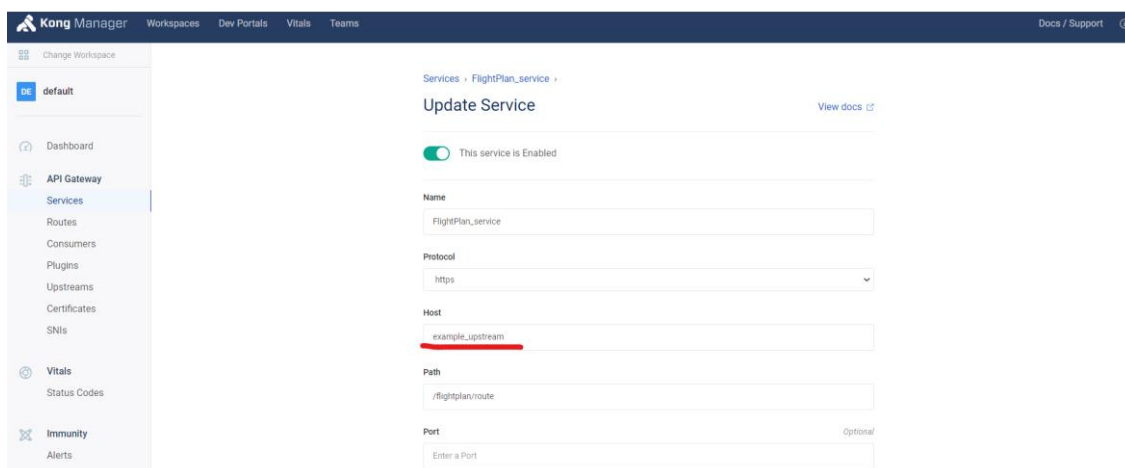 Kong Manager Workspaces Dev Portals Vitals Teams Docs / Support
Change Workspace
DE default
Dashboard
API Gateway
Services
Routes
Consumers
Plugins
Upstreams
Certificates
SNIs
Vitals
Status Codes
Immunity
Alerts
Services › FlightPlan_service ›
Update Service View docs
This service is Enabled
Name
FlightPlan_service
Protocol
https
Host
example_upstream
Path
/flightplan/route
Port Optional
Enter a Port